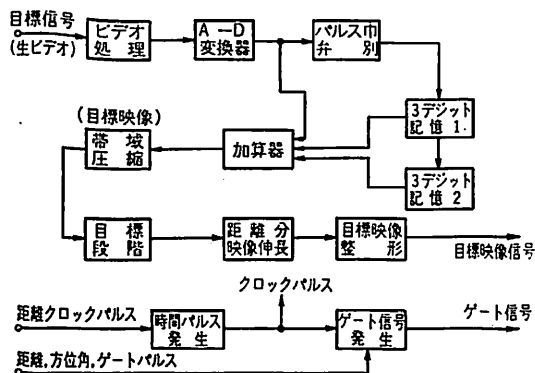 目標信号
(生ビデオ)
ビデオ
処理
A-D
変換器
パルス巾
弁別
3デジット
記憶1
3デジット
記憶2
加算器
(目標映像)
帯域
圧縮
目標
段階
距離分
映像伸長
目標映像
整形
目標映像信号
クロックパルス
距離クロックパルス
時間パルス
発生
ゲート信号
発生
ゲート信号
距離,方位角,ゲートパルス